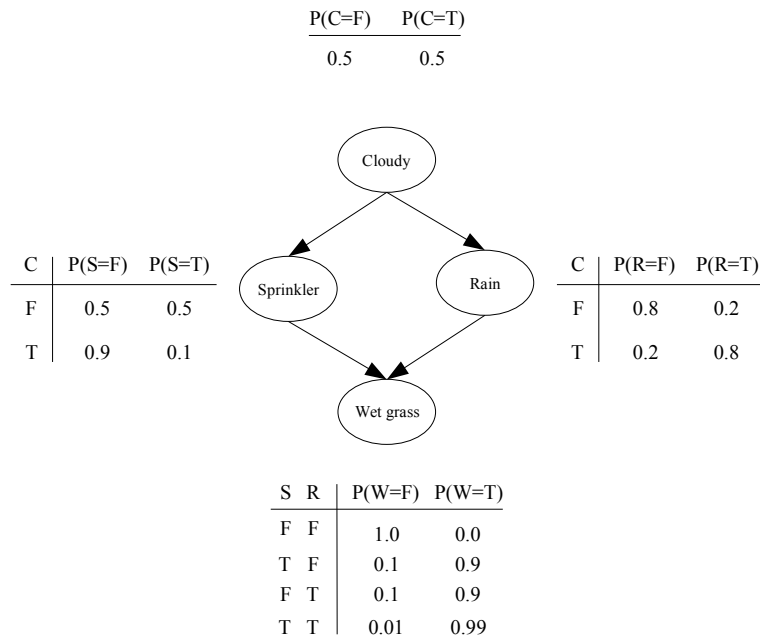 P(C=F) P(C=T)
0.5 0.5
Cloudy
C P(S=F) P(S=T)
F 0.5 0.5
T 0.9 0.1
Sprinkler
Rain
C P(R=F) P(R=T)
F 0.8 0.2
T 0.2 0.8
Wet grass
S R P(W=F) P(W=T)
F F 1.0 0.0
T F 0.1 0.9
F T 0.1 0.9
T T 0.01 0.99